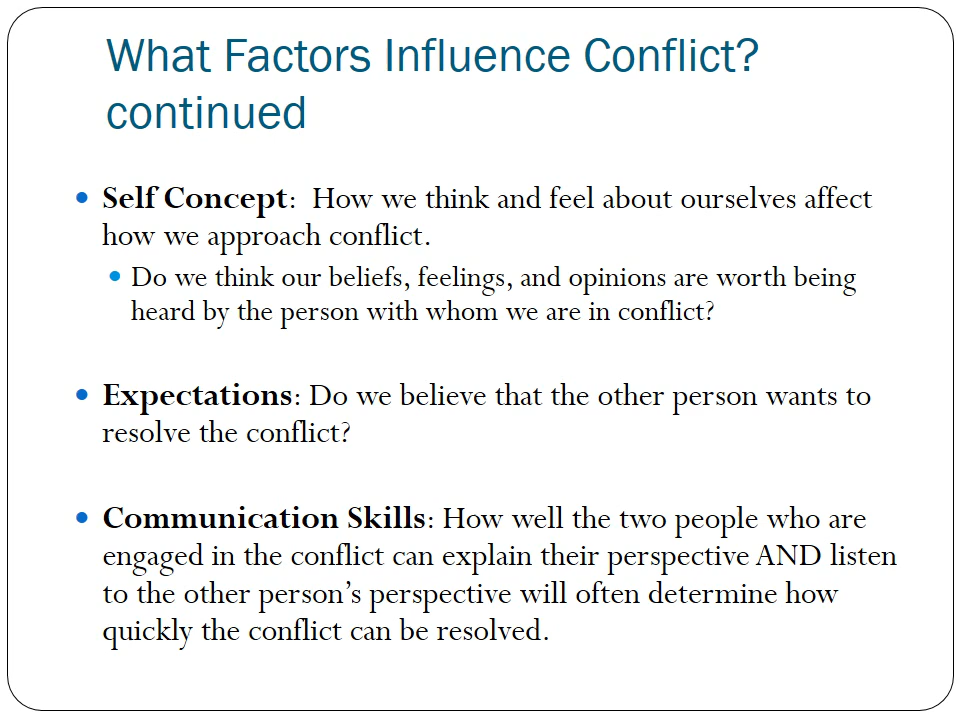 What Factors Influence Conflict?
continued
• Self Concept:  How we think and feel about ourselves affect
how we approach conflict.
• Do we think our beliefs, feelings, and opinions are worth being
heard by the person with whom we are in conflict?
• Expectations: Do we believe that the other person wants to
resolve the conflict?
• Communication Skills: How well the two people who are
engaged in the conflict can explain their perspective AND listen
to the other person’s perspective will often determine how
quickly the conflict can be resolved.